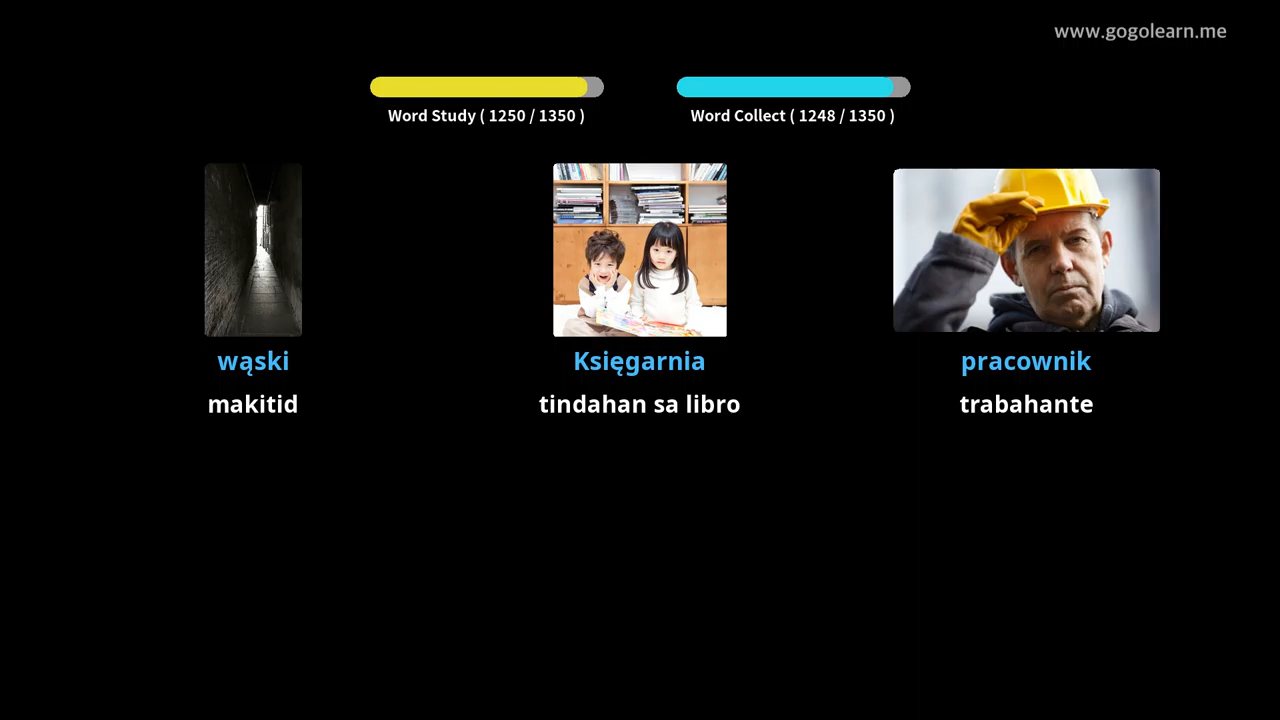 www.gogolearn.me
Word Study ( 1250 / 1350 )
Word Collect ( 1248 / 1350 )
wąski
Księgarnia
pracownik
makitid
tindahan sa libro
trabahante